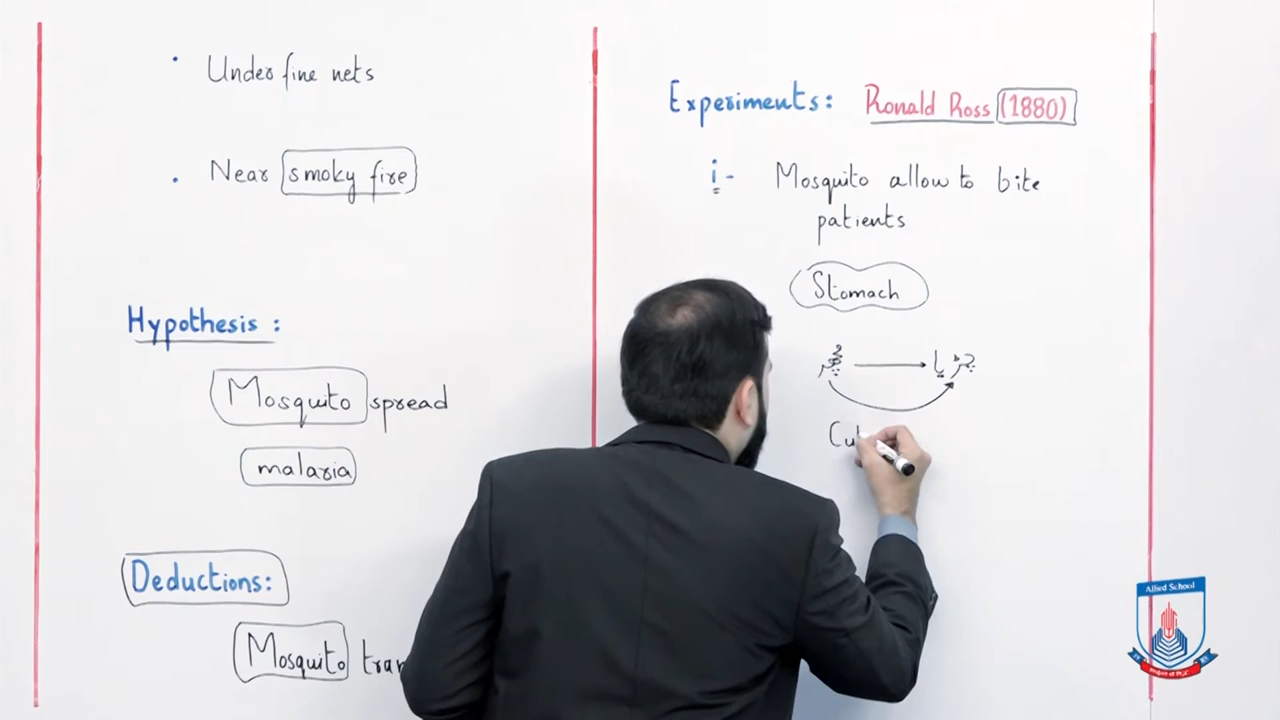 Under fine nets
Near smoky fire
Hypothesis :
Mosquito spread
malaria
Deductions:
Mosquito
Experiments: Ronald Ross (1880)
i- Mosquito allow to bite
patients
Stomach
مچھر چڑیا
Allied School